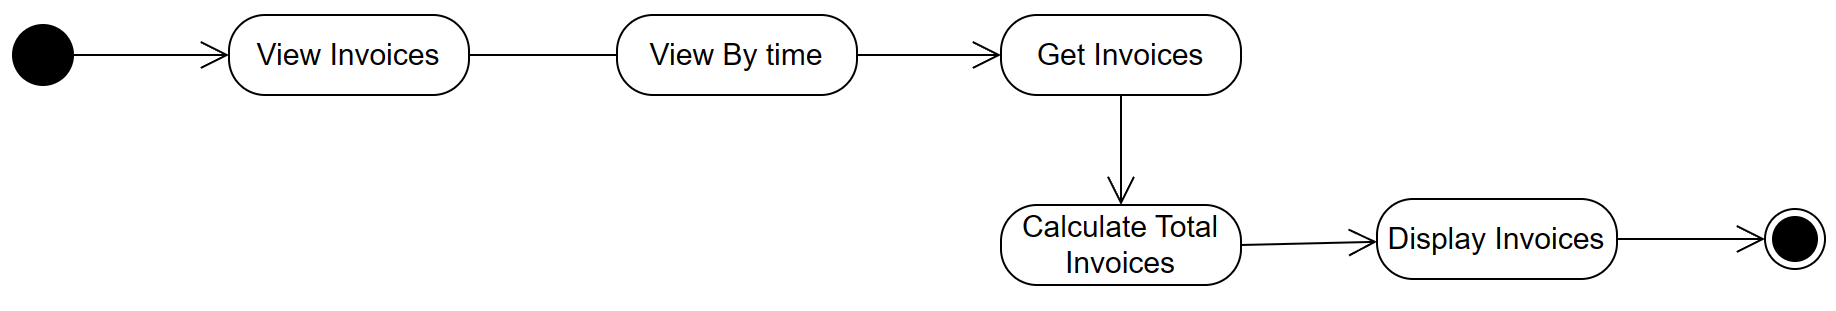 View Invoices
View By time
Get Invoices
Calculate Total
Invoices
Display Invoices